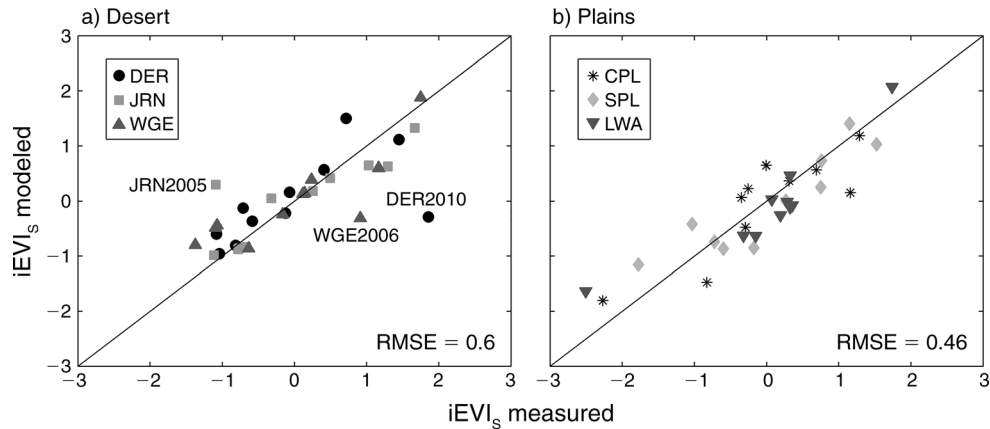 a) Desert
b) Plains
3
2
1
0
−1
−2
−3
iEVIS modeled
DER
JRN
WGE
JRN2005
DER2010
WGE2006
RMSE = 0.6
−3 −2 −1 0 1 2 3
CPL
SPL
LWA
RMSE = 0.46
−3 −2 −1 0 1 2 3
iEVIS measured